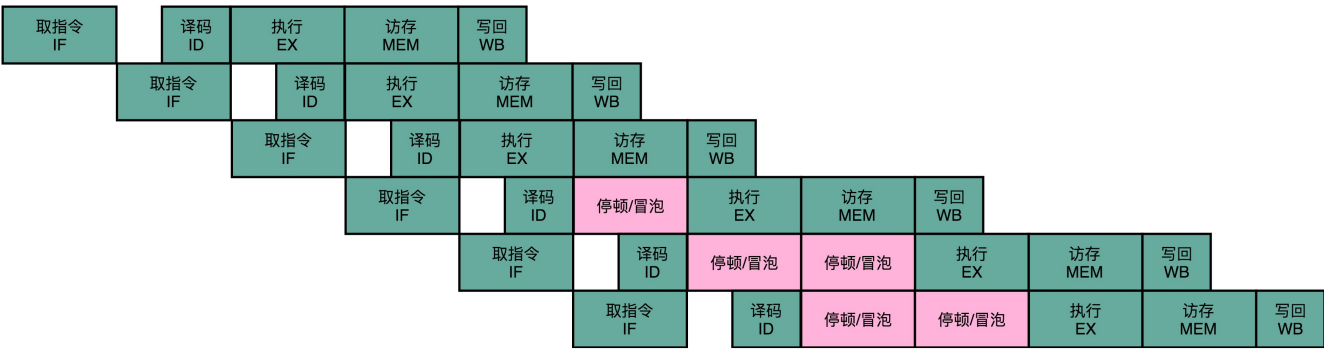 取指令
IF
译码
ID
执行
EX
访存
MEM
写回
WB
取指令
IF
译码
ID
执行
EX
访存
MEM
写回
WB
取指令
IF
译码
ID
执行
EX
访存
MEM
写回
WB
取指令
IF
译码
ID
停顿/冒泡
执行
EX
访存
MEM
写回
WB
取指令
IF
译码
ID
停顿/冒泡
停顿/冒泡
执行
EX
访存
MEM
写回
WB
取指令
IF
译码
ID
停顿/冒泡
停顿/冒泡
执行
EX
访存
MEM
写回
WB